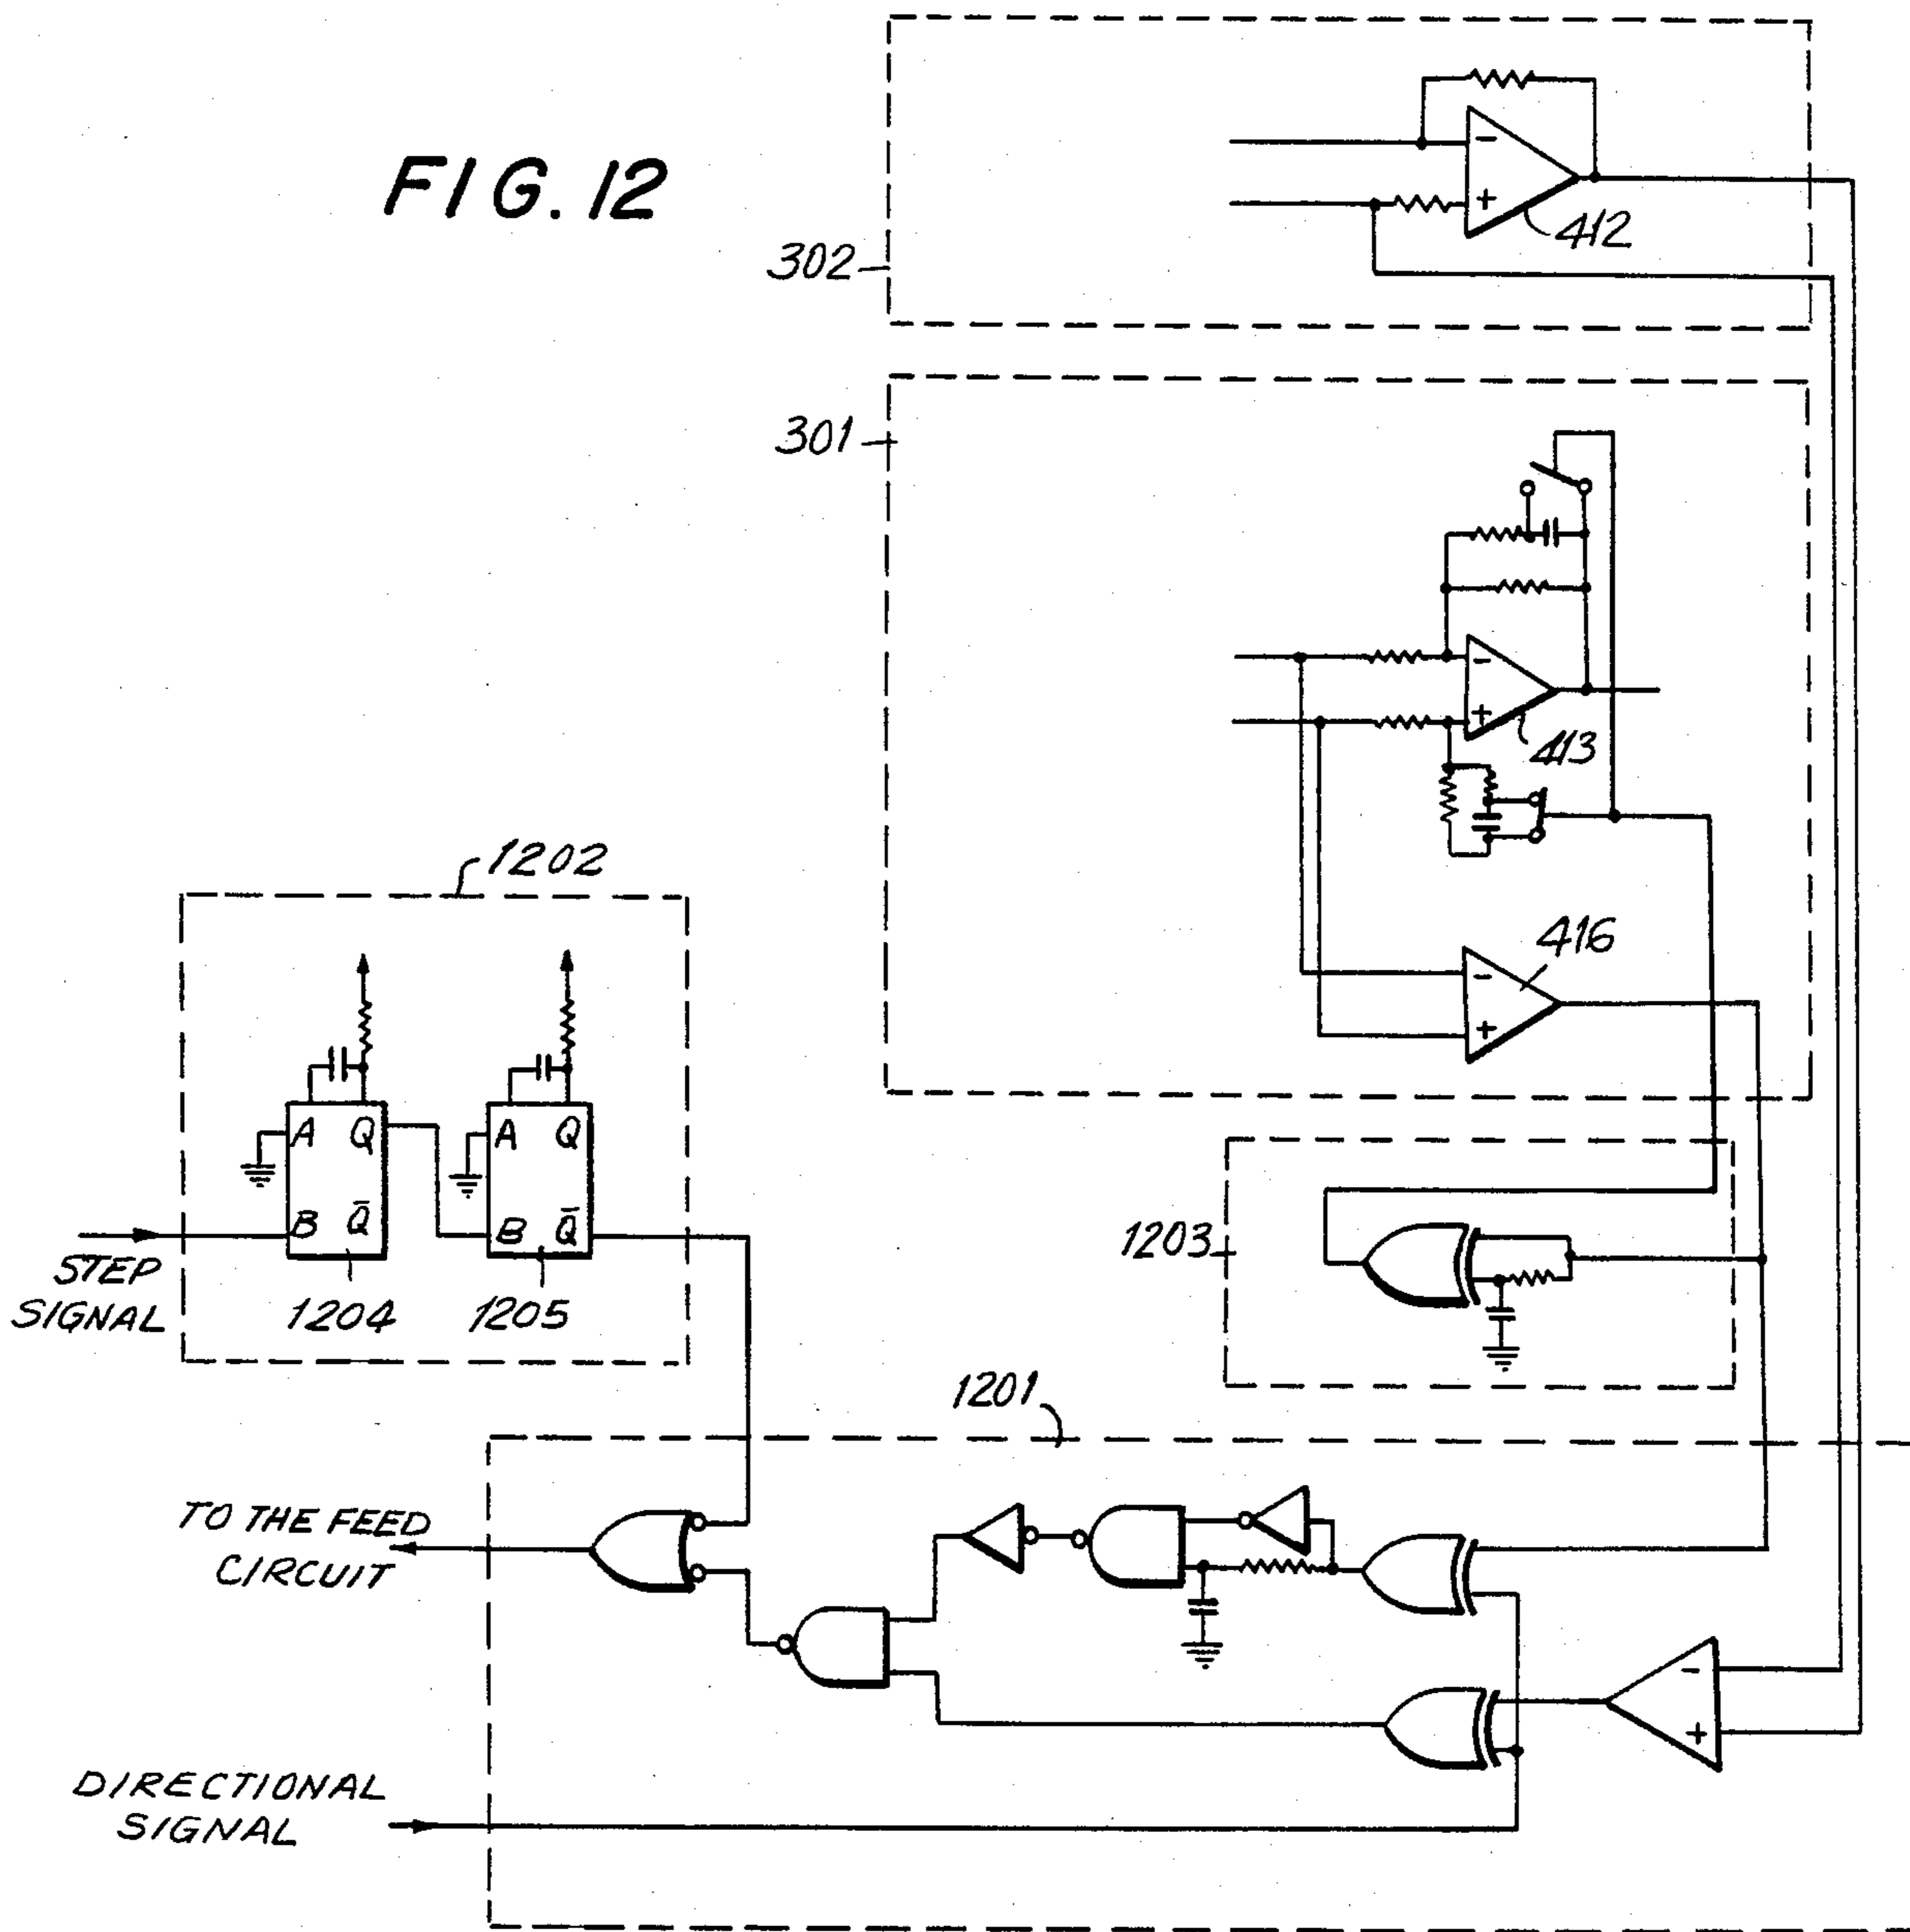 FIG. 12
-
+
412
302
301
-
+
413
416
-
+
1202
A Q
B Q̄
A Q
B Q̄
STEP
SIGNAL
1204
1205
1203
1201
TO THE FEED
CIRCUIT
-
+
DIRECTIONAL
SIGNAL